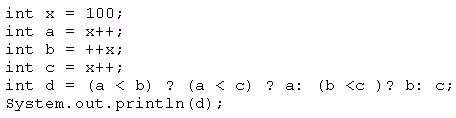 int x = 100;
int a = x++;
int b = ++x;
int c = x++;
int d = (a < b) ? (a < c) ? a: (b <c )? b: c;
System.out.println(d);